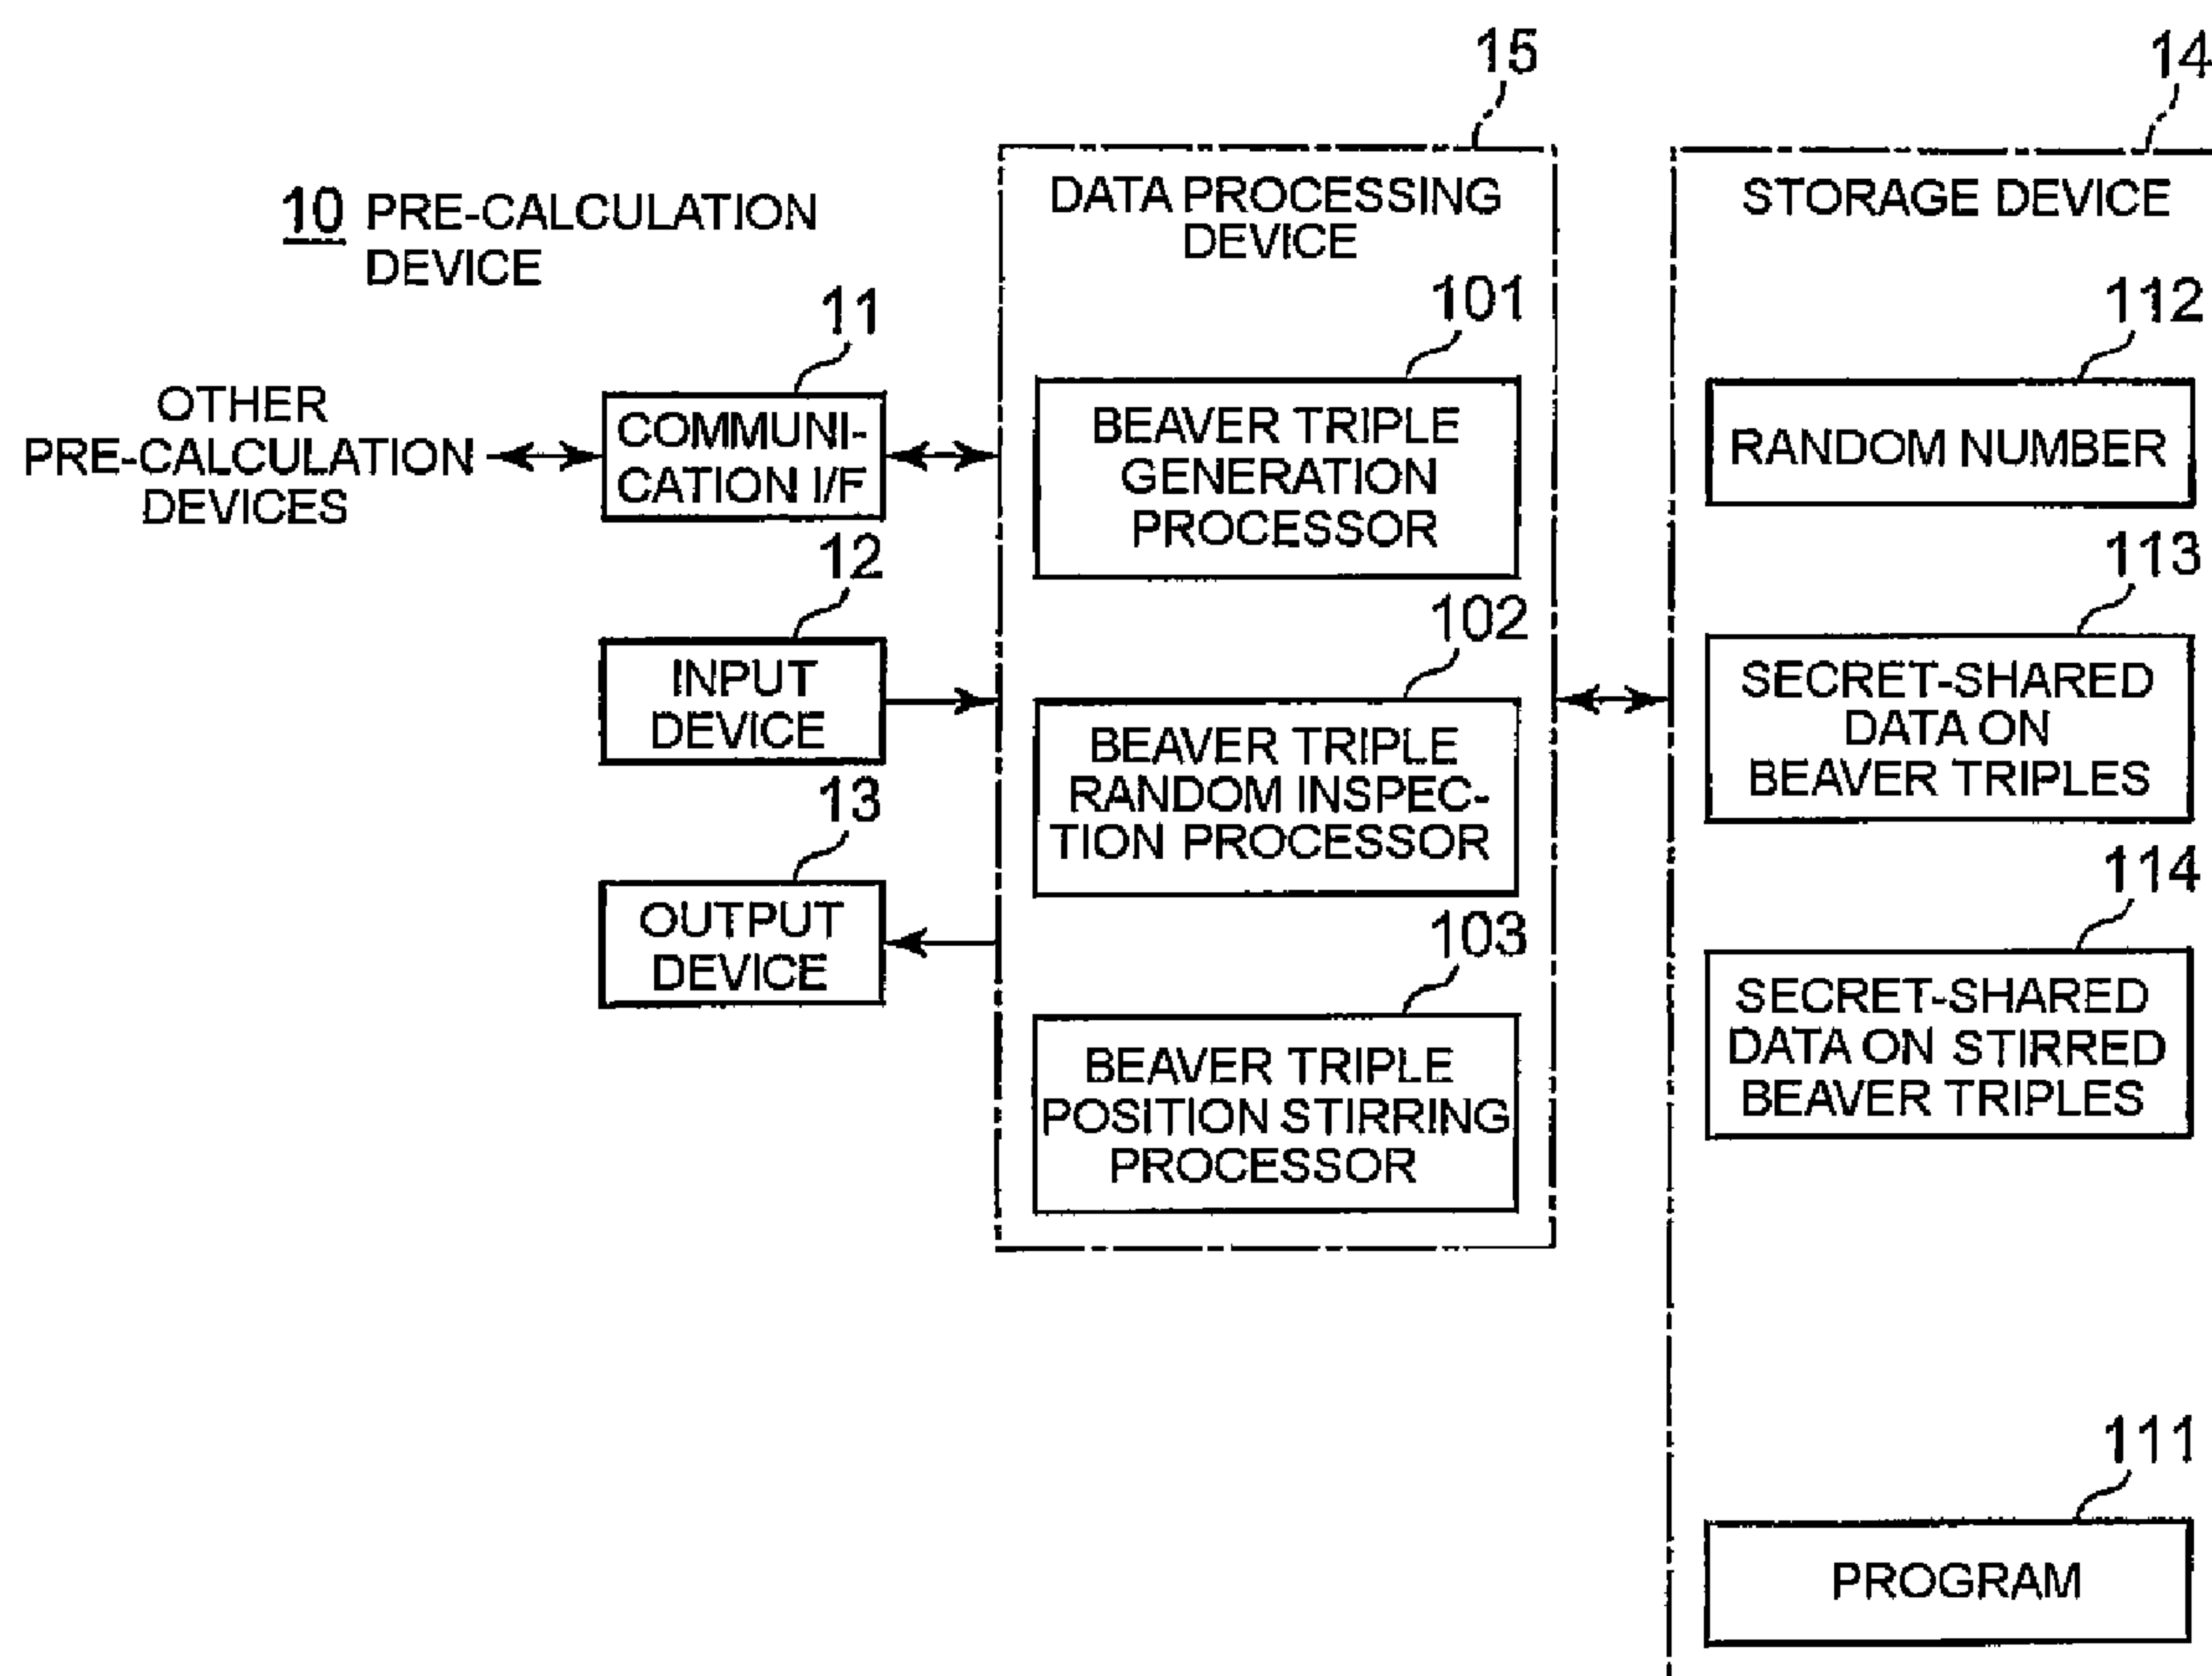 15
14
10 PRE-CALCULATION
DEVICE
DATA PROCESSING
DEVICE
STORAGE DEVICE
11
101
112
OTHER
PRE-CALCULATION
DEVICES
COMMUNI-
CATION I/F
BEAVER TRIPLE
GENERATION
PROCESSOR
RANDOM NUMBER
12
102
113
INPUT
DEVICE
BEAVER TRIPLE
RANDOM INSPEC-
TION PROCESSOR
SECRET-SHARED
DATA ON
BEAVER TRIPLES
13
103
114
OUTPUT
DEVICE
BEAVER TRIPLE
POSITION STIRRING
PROCESSOR
SECRET-SHARED
DATA ON STIRRED
BEAVER TRIPLES
111
PROGRAM